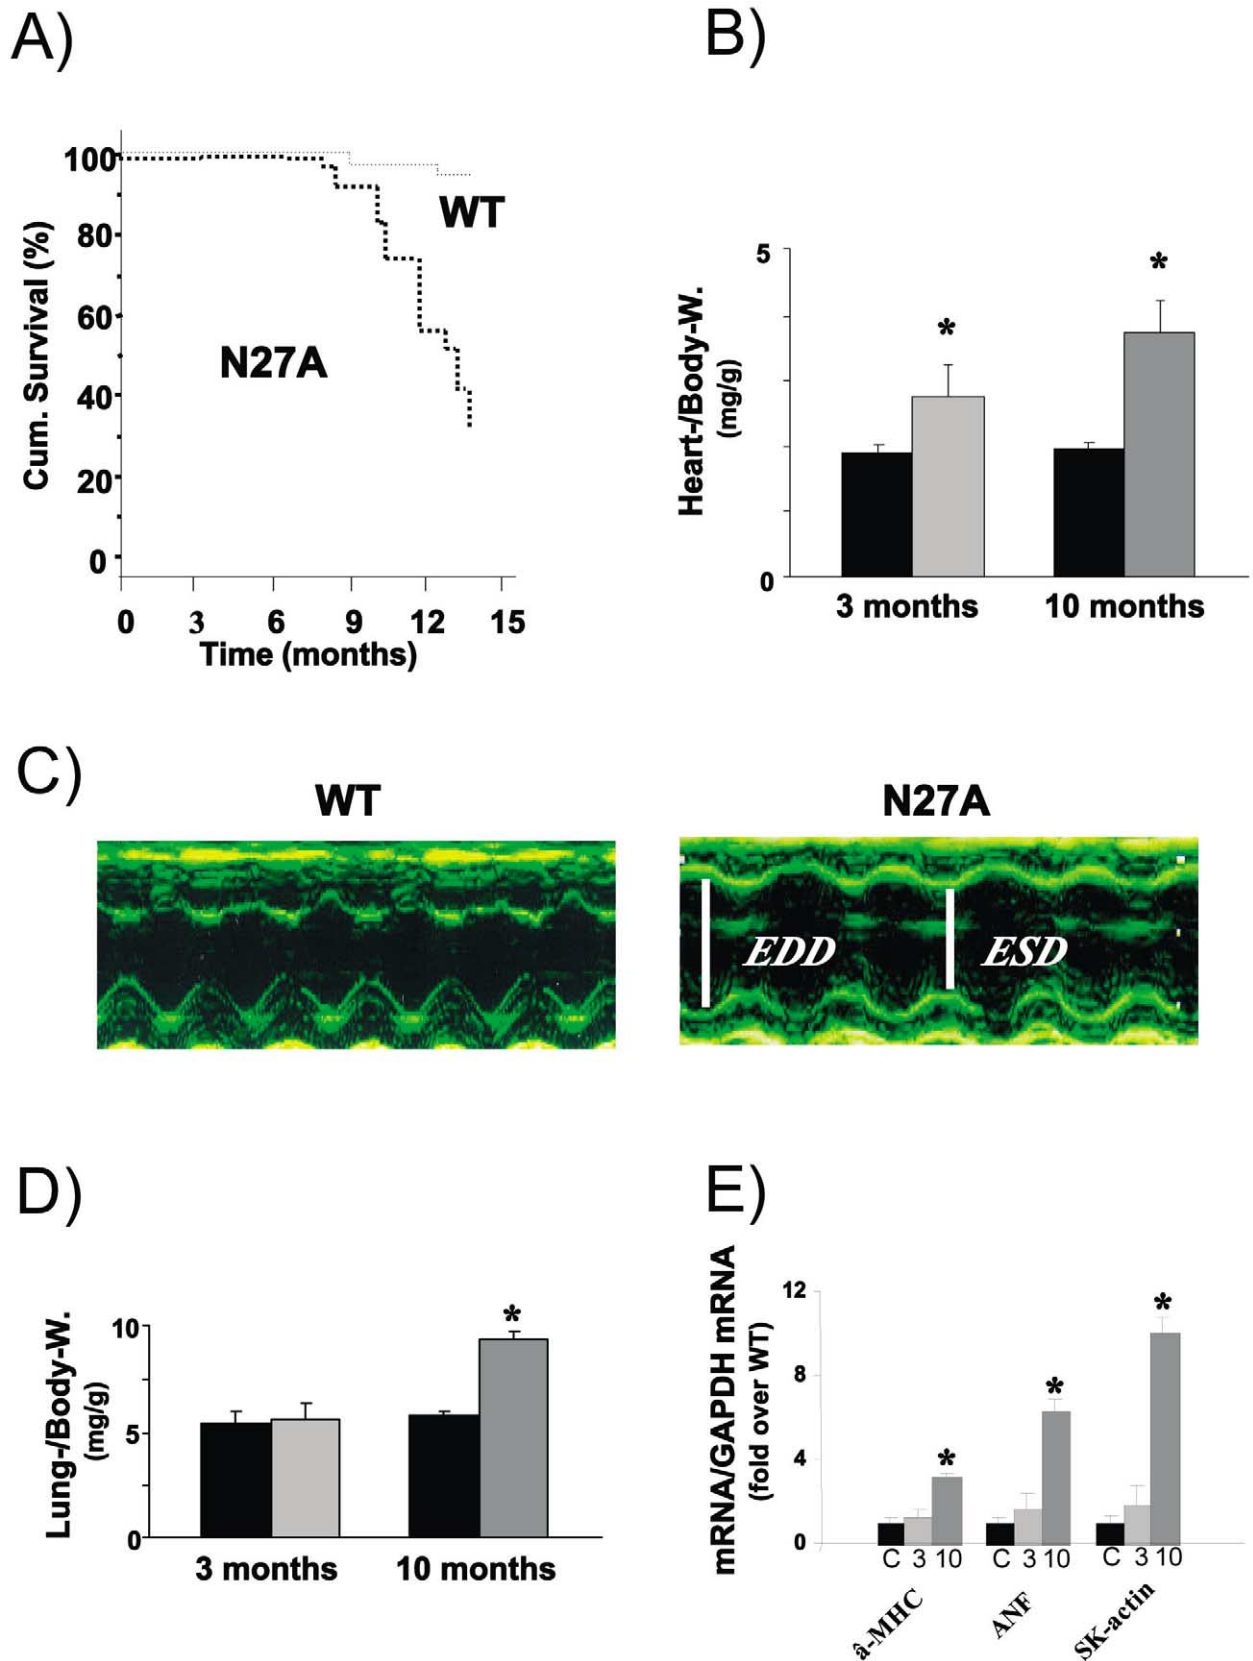 A)
100
80
60
40
20
0
Cum. Survival (%)
WT
N27A
0 3 6 9 12 15
Time (months)
B)
5
0
Heart-/Body-W.
(mg/g)
*
*
3 months 10 months
C)
WT
N27A
EDD
ESD
D)
10
5
0
Lung-/Body-W.
(mg/g)
*
3 months 10 months
E)
12
8
4
0
mRNA/GAPDH mRNA
(fold over WT)
*
*
*
C 3 10 C 3 10 C 3 10
â-MHC
ANF
SK-actin